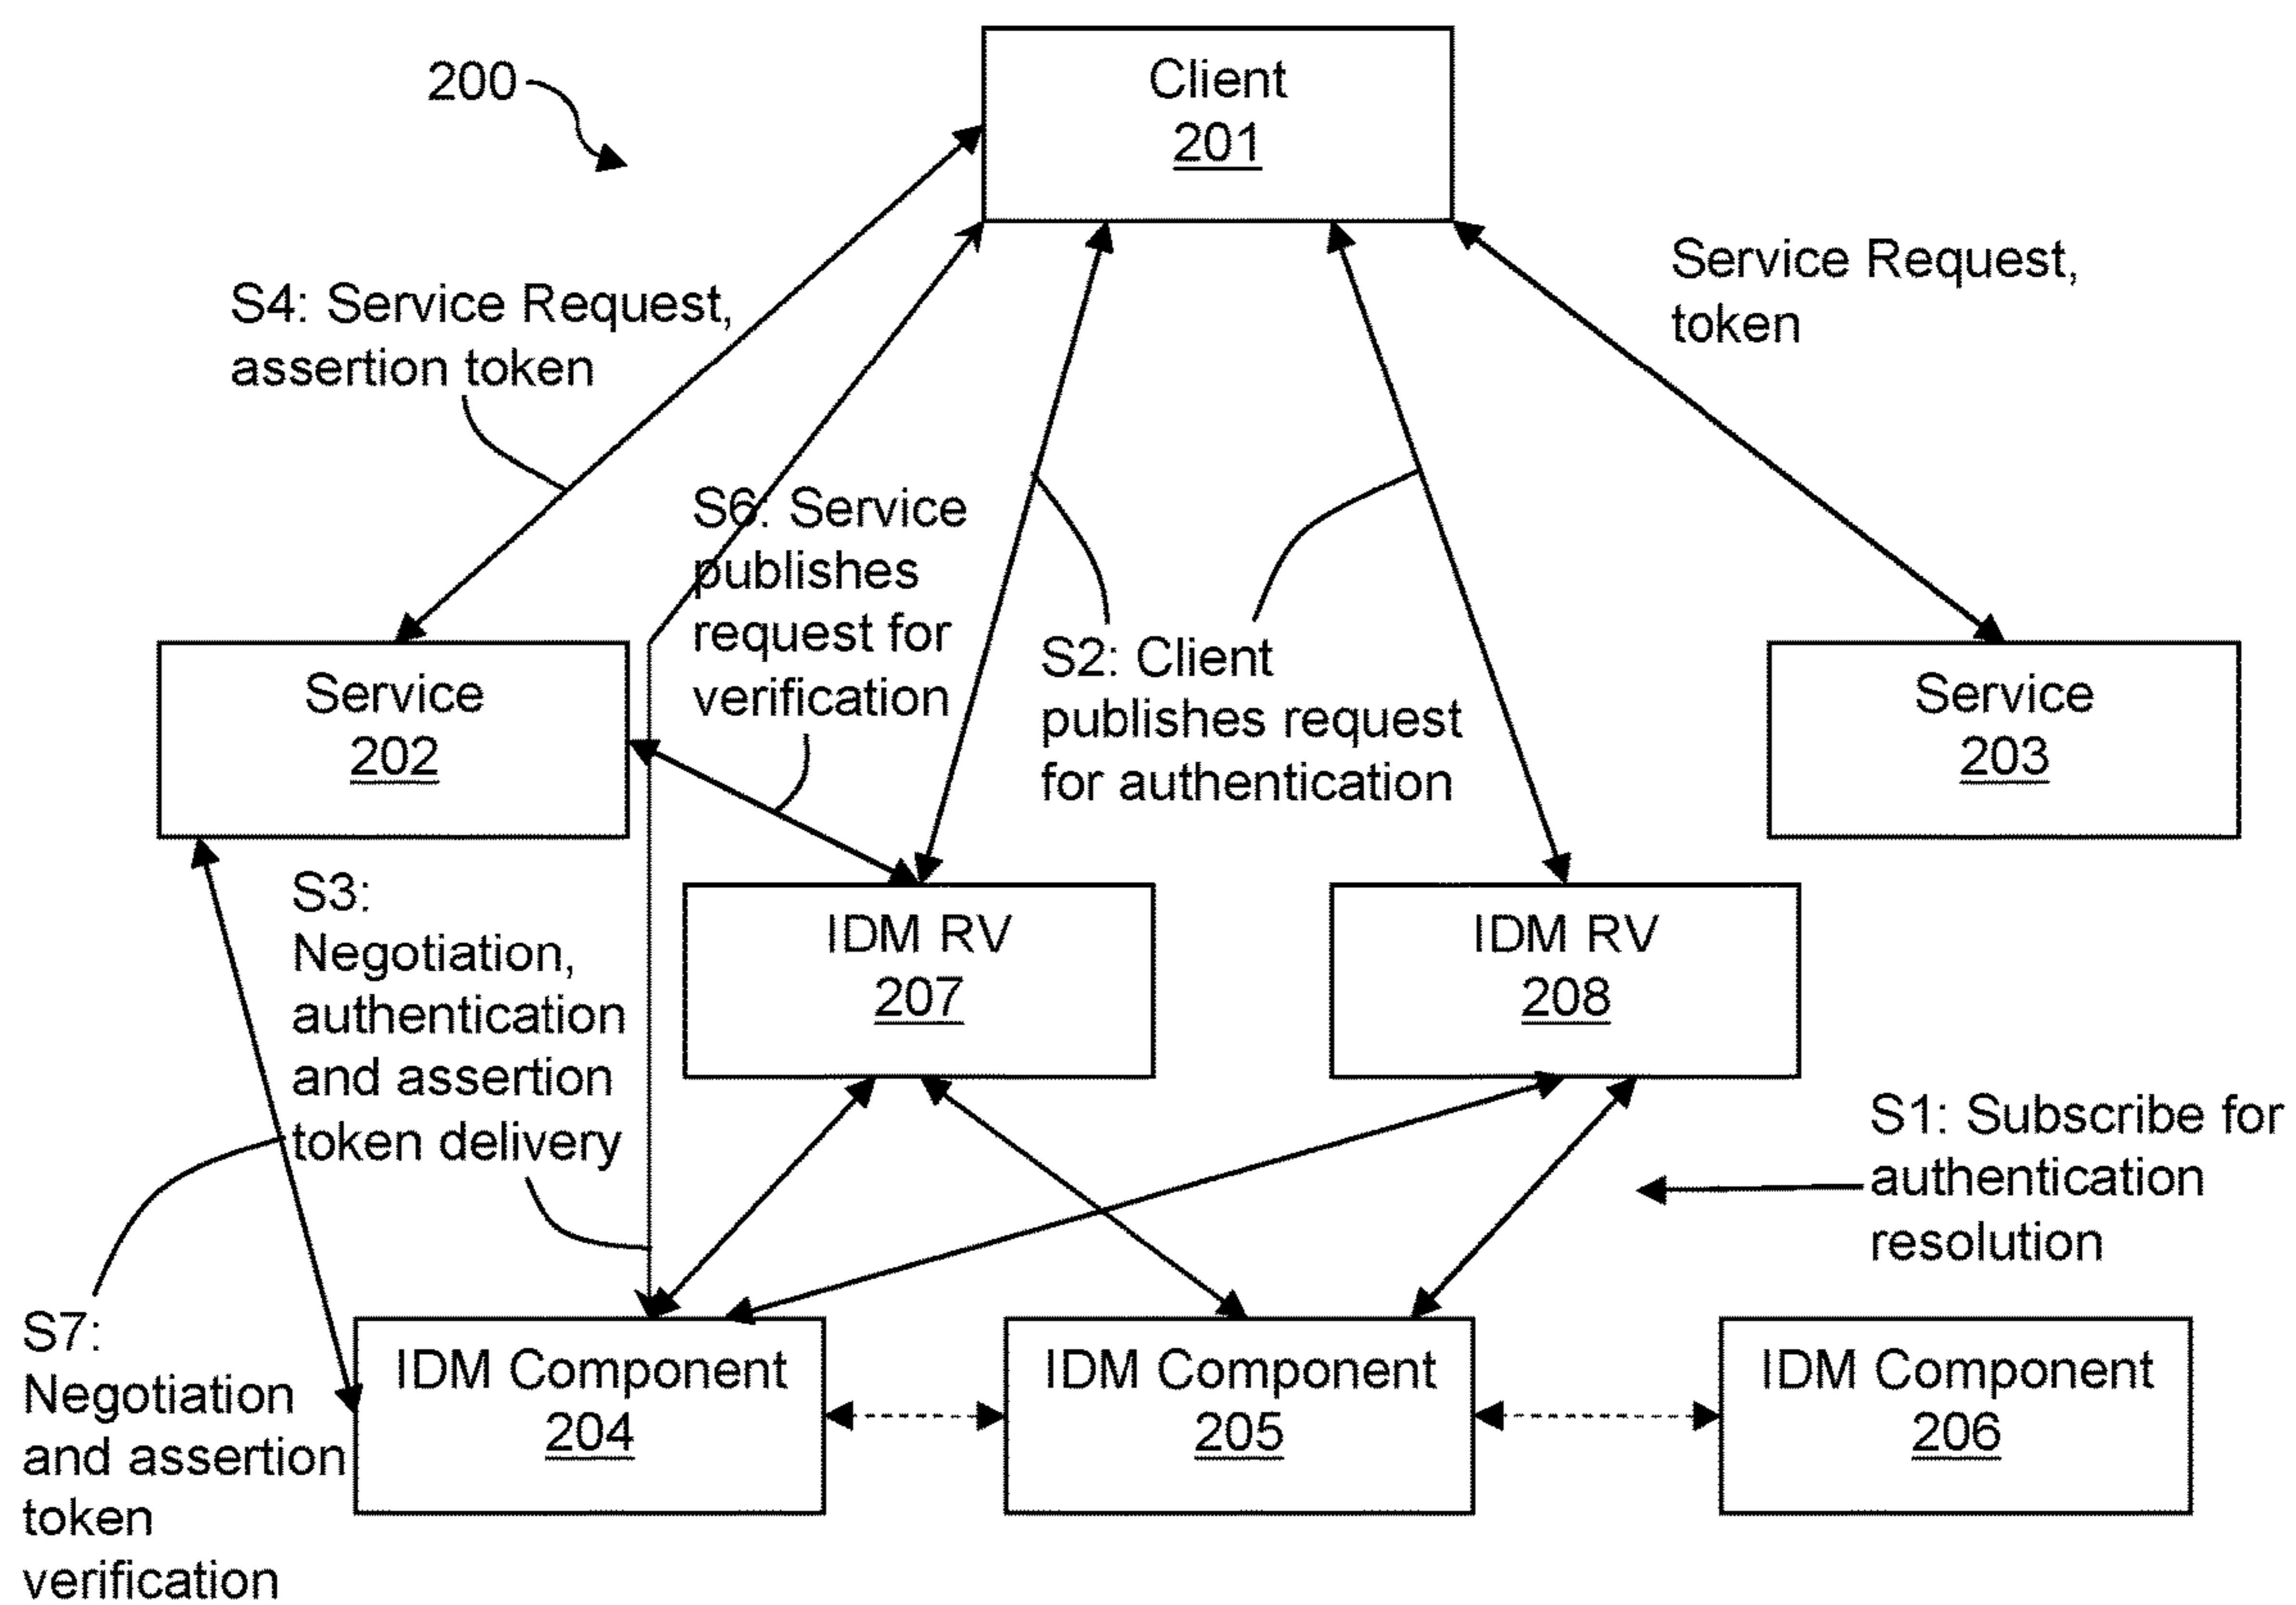 200
Client
201
S4: Service Request,
assertion token
Service Request,
token
S6: Service
publishes
request for
verification
S2: Client
publishes request
for authentication
Service
202
Service
203
S3:
Negotiation,
authentication
and assertion
token delivery
IDM RV
207
IDM RV
208
S1: Subscribe for
authentication
resolution
S7:
Negotiation
and assertion
token
verification
IDM Component
204
IDM Component
205
IDM Component
206